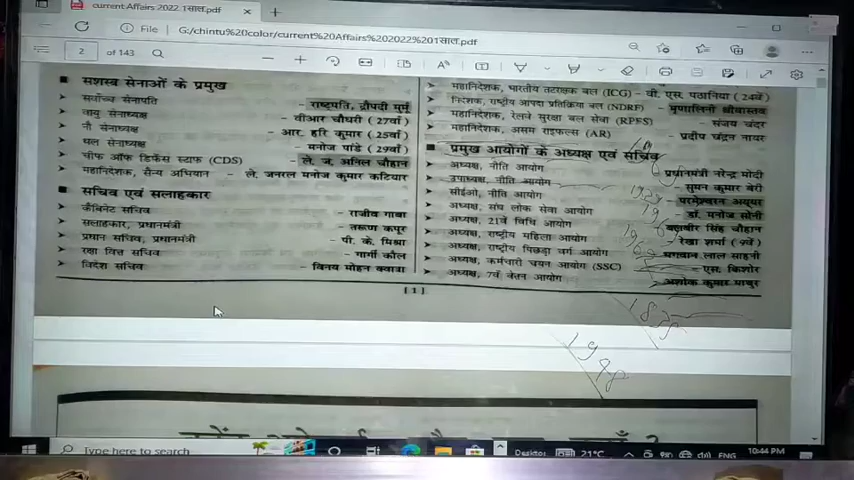 current Affairs 2022 1साल.pdf
File
G:/chintu%20color/current%20Affairs%202022%201साल.pdf
2 of 143
सशस्त्र सेनाओं के प्रमुख
सर्वोच्च सेनापति - राष्ट्रपति, द्रौपदी मुर्मू
वायु सेनाध्यक्ष - वीआर चौधरी (27वां)
नौ सेनाध्यक्ष - आर. हरि कुमार (25वां)
थल सेनाध्यक्ष - मनोज पांडे (29वां)
चीफ ऑफ डिफेंस स्टाफ (CDS) - ले. ज. अनिल चौहान
महानिदेशक, सैन्य अभियान - ले. जनरल मनोज कुमार कटियार
सचिव एवं सलाहकार
कैबिनेट सचिव - राजीव गाबा
सलाहकार, प्रधानमंत्री - तरूण कपूर
प्रधान सचिव, प्रधानमंत्री - पी. के. मिश्रा
रक्षा वित्त सचिव - गार्गी कौल
विदेश सचिव - विनय मोहन क्वात्रा
महानिदेशक, भारतीय तटरक्षक बल (ICG) - वी. एस. पठानिया (24वें)
निदेशक, राष्ट्रीय आपदा प्रतिक्रिया बल (NDRF) -
महानिदेशक, रेलवे सुरक्षा बल सेवा (RPFS) - संजय चंदर
महानिदेशक, असम राइफल्स (AR) - प्रदीप चंद्रन नायर
प्रमुख आयोगों के अध्यक्ष एवं सचिव
अध्यक्ष, नीति आयोग प्रधानमंत्री नरेन्द्र मोदी
उपाध्यक्ष, नीति आयोग - सुमन कुमार बेरी
सीईओ, नीति आयोग - परमेश्वरन अय्यर
अध्यक्ष, संघ लोक सेवा आयोग - डॉ. मनोज सोनी
अध्यक्ष, 21वें विधि आयोग - बलबीर सिंह चौहान
अध्यक्ष, राष्ट्रीय महिला आयोग - रेखा शर्मा (9वें)
अध्यक्ष, राष्ट्रीय पिछड़ा वर्ग आयोग - भगवान लाल साहनी
अध्यक्ष, कर्मचारी चयन आयोग (SSC) - एस. किशोर
अध्यक्ष, 7वें वेतन आयोग - अशोक कुमार माथुर
[1]
1998
Type here to search
Desktop
21°C
ENG
10:44 PM